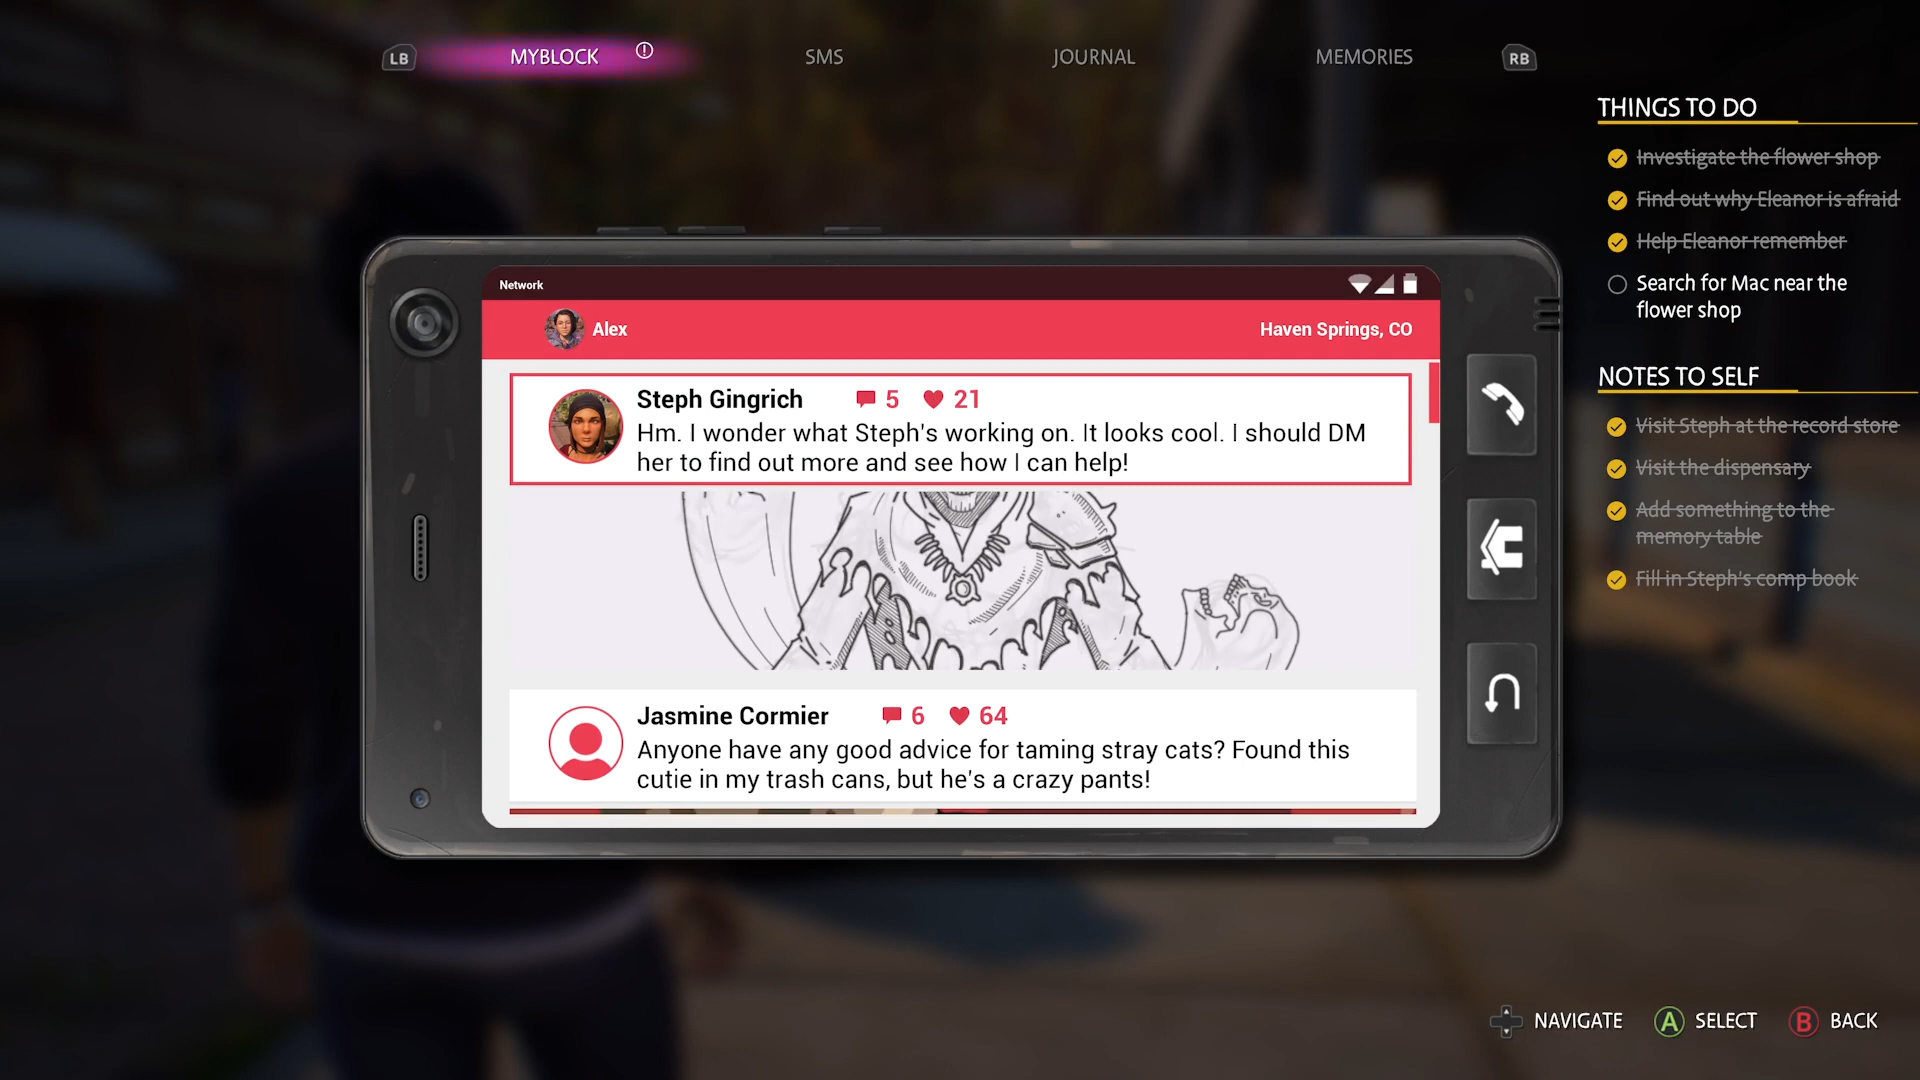 LB MYBLOCK ! SMS JOURNAL MEMORIES RB
THINGS TO DO
Investigate the flower shop
Find out why Eleanor is afraid
Help Eleanor remember
Search for Mac near the
flower shop
NOTES TO SELF
Visit Steph at the record store
Visit the dispensary
Add something to the
memory table
Fill in Steph's comp book
Network
Alex Haven Springs, CO
Steph Gingrich 5 21
Hm. I wonder what Steph's working on. It looks cool. I should DM
her to find out more and see how I can help!
Jasmine Cormier 6 64
Anyone have any good advice for taming stray cats? Found this
cutie in my trash cans, but he's a crazy pants!
NAVIGATE A SELECT B BACK